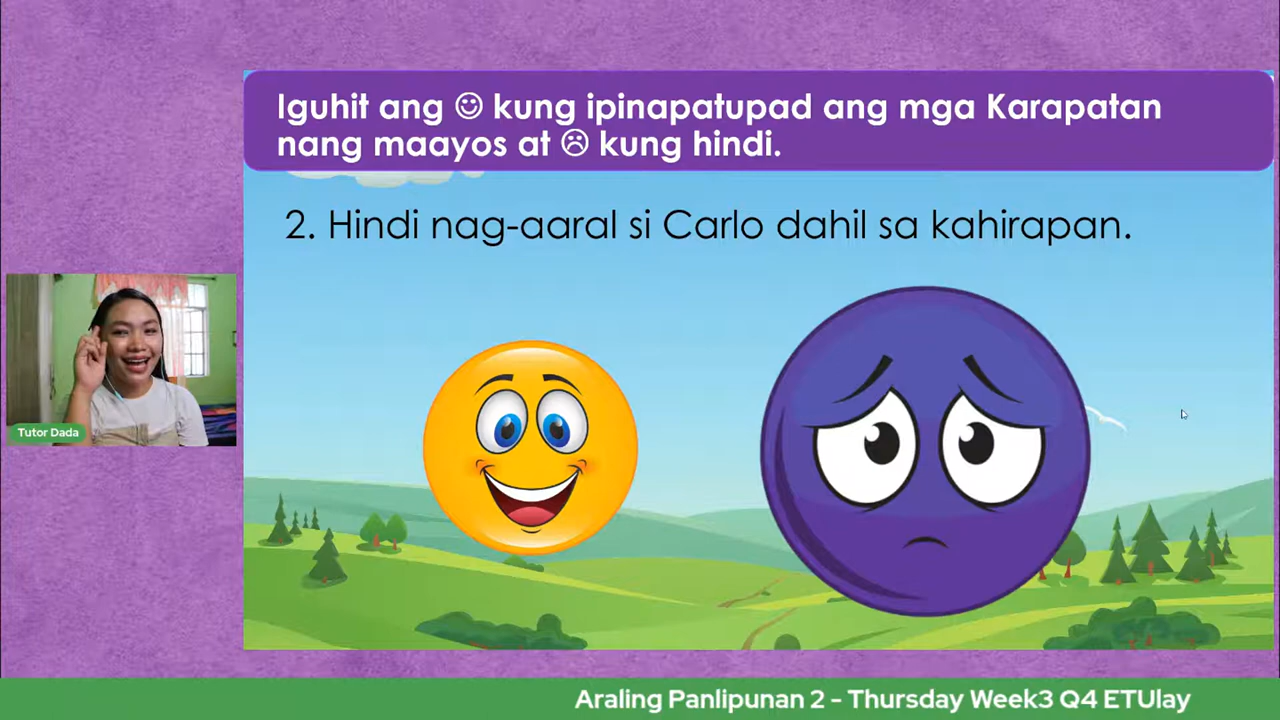 Iguhit ang ☺ kung ipinapatupad ang mga Karapatan
nang maayos at ☹ kung hindi.
2. Hindi nag-aaral si Carlo dahil sa kahirapan.
Tutor Dada
Araling Panlipunan 2 - Thursday Week3 Q4 ETUlay